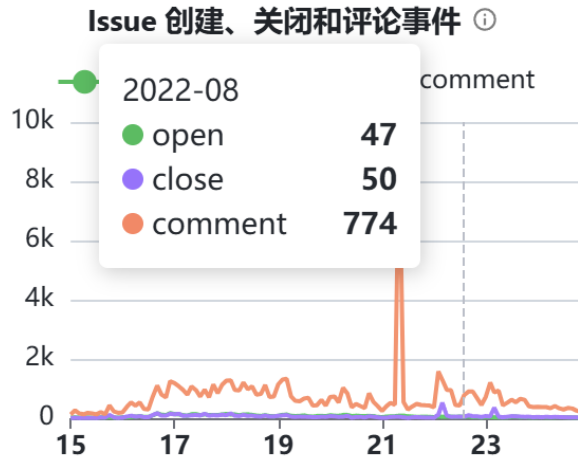 Issue 创建、关闭和评论事件
comment
2022-08
open 47
close 50
comment 774
10k
8k
6k
4k
2k
0
15 17 19 21 23